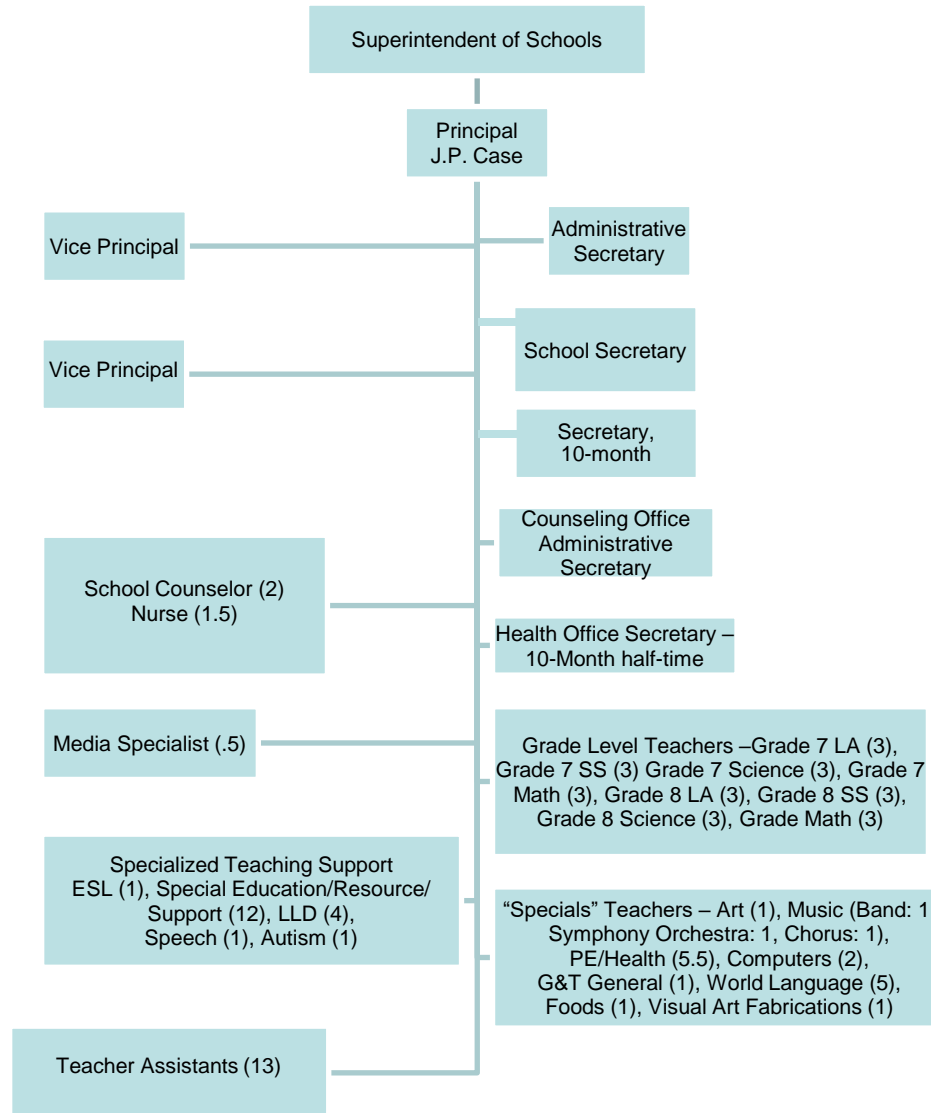 Superintendent of Schools
Principal
J.P. Case
Vice Principal
Administrative
Secretary
School Secretary
Vice Principal
Secretary,
10-month
Counseling Office
Administrative
Secretary
School Counselor (2)
Nurse (1.5)
Health Office Secretary –
10-Month half-time
Media Specialist (.5)
Grade Level Teachers –Grade 7 LA (3),
Grade 7 SS (3) Grade 7 Science (3), Grade 7
Math (3), Grade 8 LA (3), Grade 8 SS (3),
Grade 8 Science (3), Grade Math (3)
Specialized Teaching Support
ESL (1), Special Education/Resource/
Support (12), LLD (4),
Speech (1), Autism (1)
“Specials” Teachers – Art (1), Music (Band: 1
Symphony Orchestra: 1, Chorus: 1),
PE/Health (5.5), Computers (2),
G&T General (1), World Language (5),
Foods (1), Visual Art Fabrications (1)
Teacher Assistants (13)